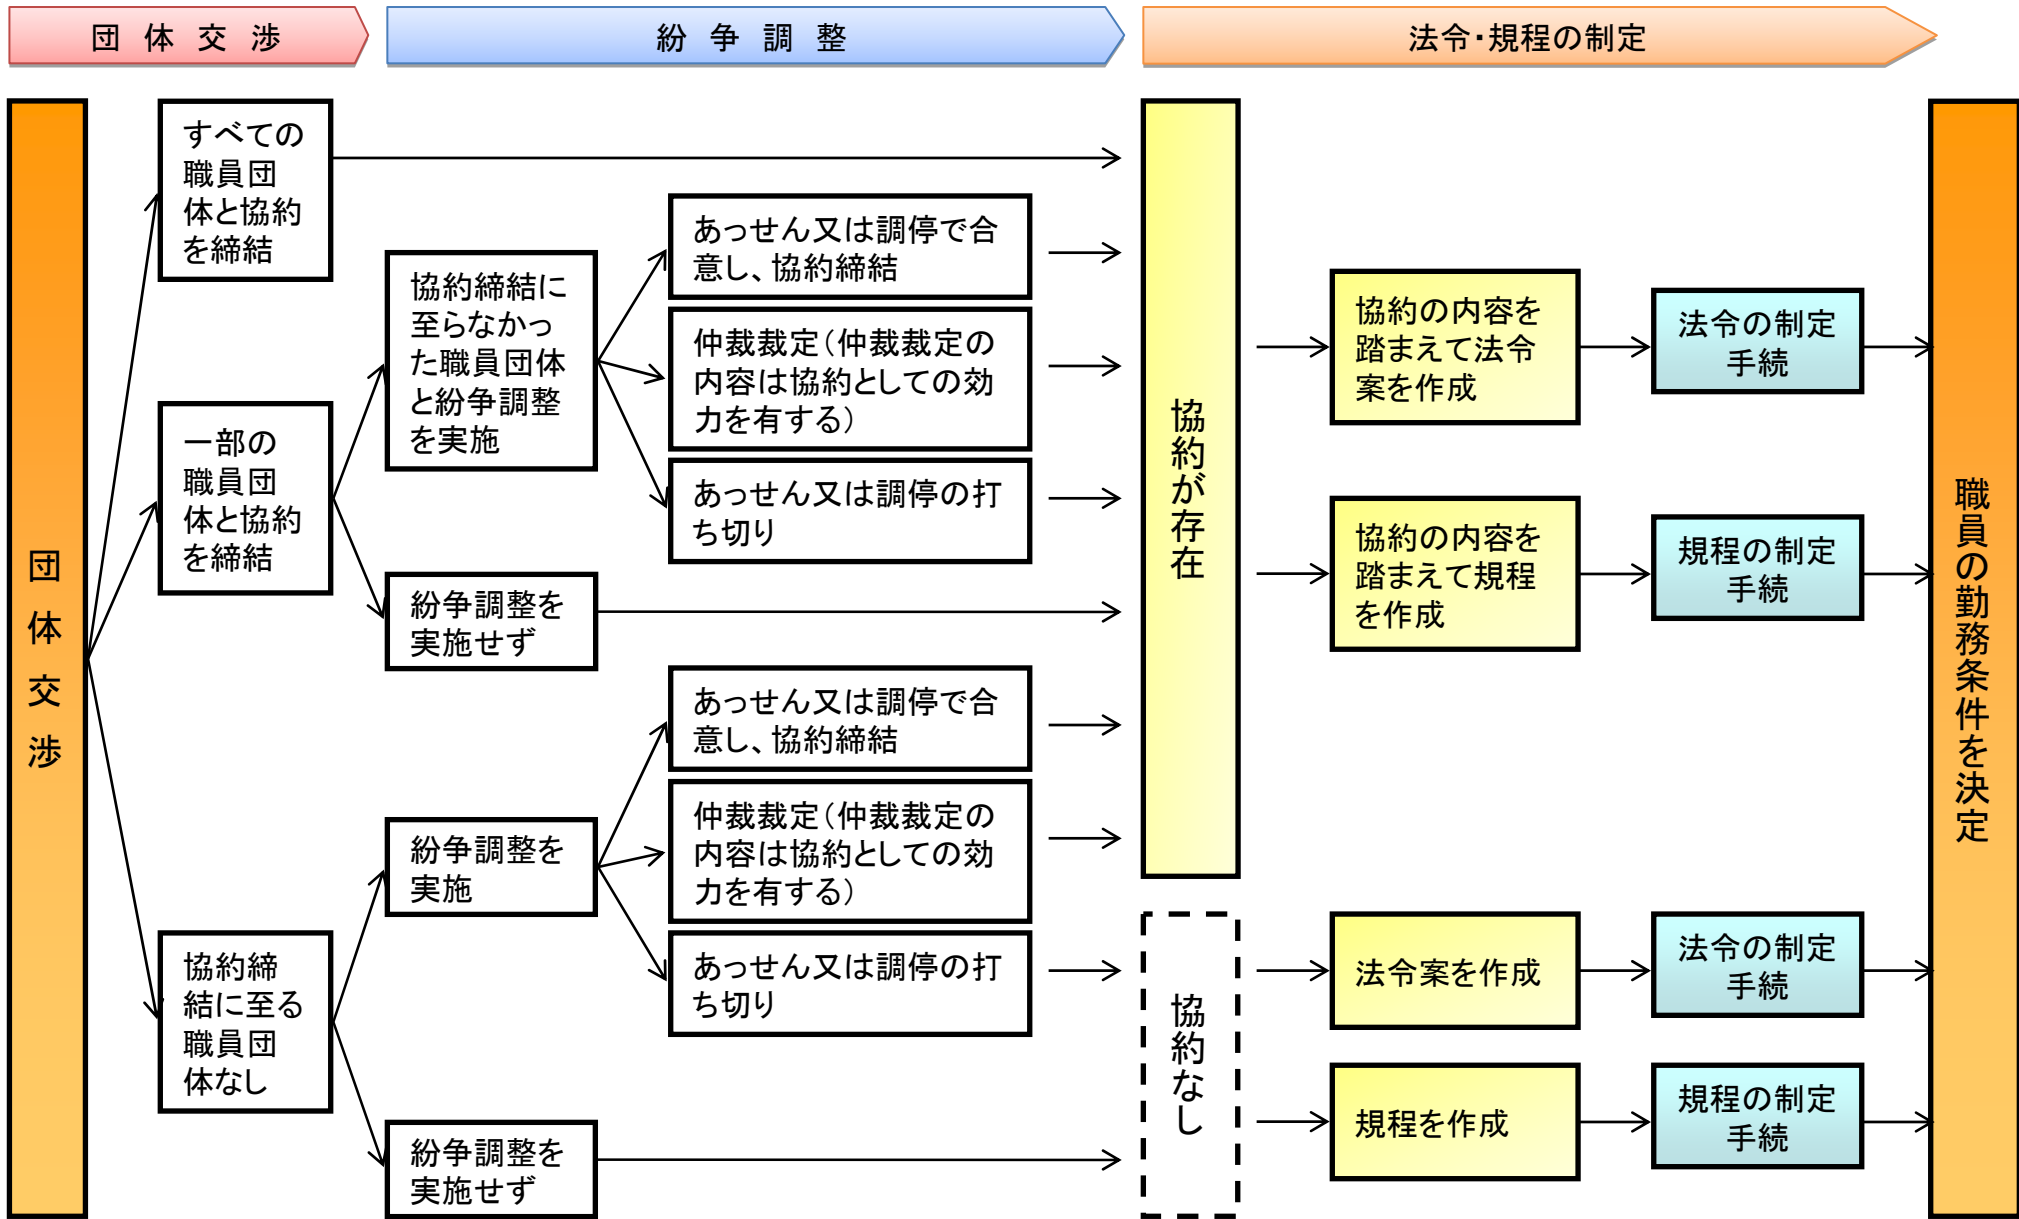 団体交渉
紛争調整
法令・規程の制定
団体交渉
すべての
職員団
体と協約
を締結
一部の
職員団
体と協約
を締結
協約締
結に至る
職員団
体なし
協約締結に
至らなかっ
た職員団体
と紛争調整
を実施
紛争調整を
実施せず
紛争調整を
実施
紛争調整を
実施せず
あっせん又は調停で合
意し、協約締結
仲裁裁定(仲裁裁定の
内容は協約としての効
力を有する)
あっせん又は調停の打
ち切り
あっせん又は調停で合
意し、協約締結
仲裁裁定(仲裁裁定の
内容は協約としての効
力を有する)
あっせん又は調停の打
ち切り
協約が存在
協約なし
協約の内容を
踏まえて法令
案を作成
法令の制定
手続
協約の内容を
踏まえて規程
を作成
規程の制定
手続
法令案を作成
法令の制定
手続
規程を作成
規程の制定
手続
職員の勤務条件を決定